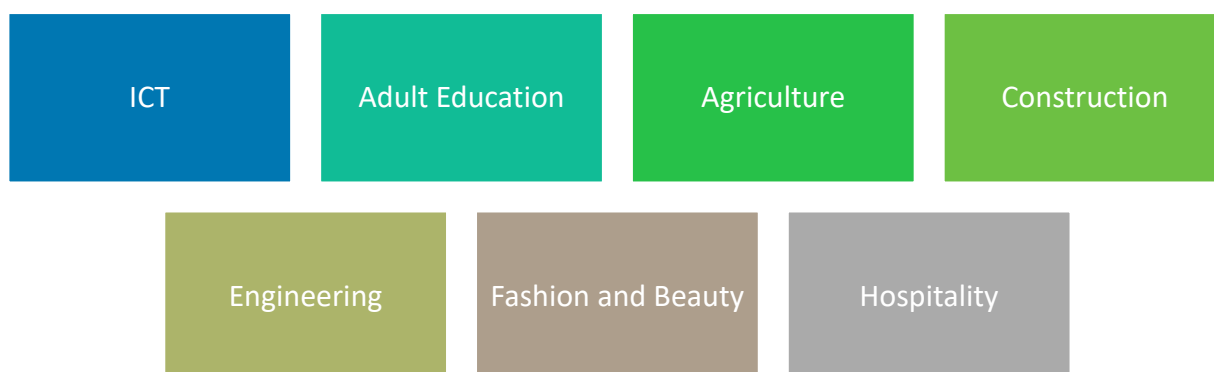 ICT
Adult Education
Agriculture
Construction
Engineering
Fashion and Beauty
Hospitality